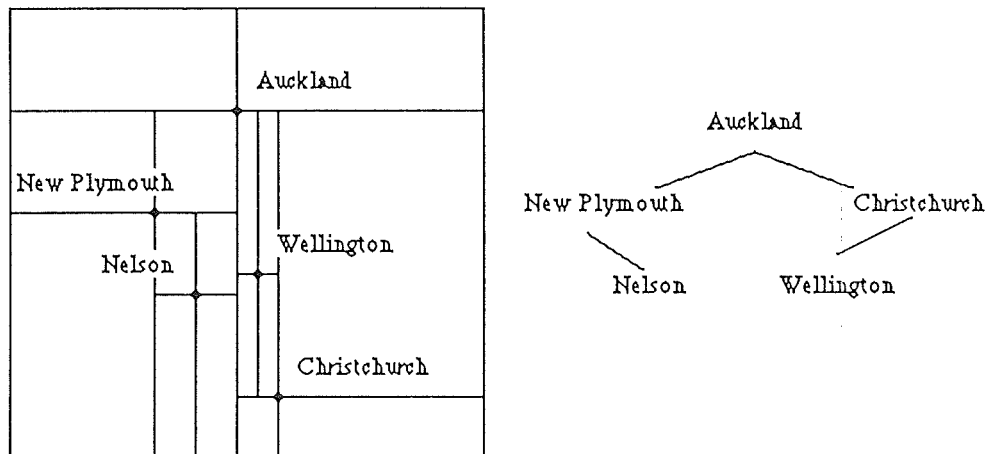 Auckland
New Plymouth
Nelson
Wellington
Christchurch
Auckland
New Plymouth
Christchurch
Nelson
Wellington